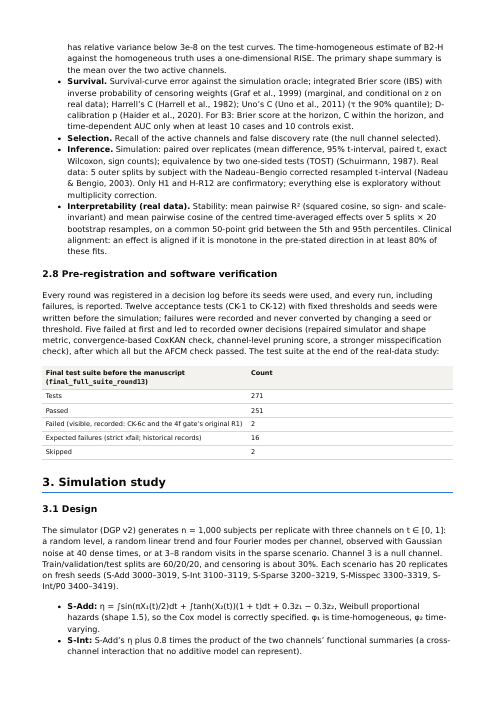 has relative variance below 3e-8 on the test curves. The time-homogeneous estimate of B2-H
against the homogeneous truth uses a one-dimensional RISE. The primary shape summary is
the mean over the two active channels.
• Survival. Survival-curve error against the simulation oracle; integrated Brier score (IBS) with
inverse probability of censoring weights (Graf et al., 1999) (marginal, and conditional on z on
real data); Harrell’s C (Harrell et al., 1982); Uno’s C (Uno et al., 2011) (τ the 90% quantile); D-
calibration p (Haider et al., 2020). For B3: Brier score at the horizon, C within the horizon, and
time-dependent AUC only when at least 10 cases and 10 controls exist.
• Selection. Recall of the active channels and false discovery rate (the null channel selected).
• Inference. Simulation: paired over replicates (mean difference, 95% t-interval, paired t, exact
Wilcoxon, sign counts); equivalence by two one-sided tests (TOST) (Schuirmann, 1987). Real
data: 5 outer splits by subject with the Nadeau–Bengio corrected resampled t-interval (Nadeau
& Bengio, 2003). Only H1 and H-R12 are confirmatory; everything else is exploratory without
multiplicity correction.
• Interpretability (real data). Stability: mean pairwise R² (squared cosine, so sign- and scale-
invariant) and mean pairwise cosine of the centred time-averaged effects over 5 splits × 20
bootstrap resamples, on a common 50-point grid between the 5th and 95th percentiles. Clinical
alignment: an effect is aligned if it is monotone in the pre-stated direction in at least 80% of
these fits.
2.8 Pre-registration and software verification
Every round was registered in a decision log before its seeds were used, and every run, including
failures, is reported. Twelve acceptance tests (CK-1 to CK-12) with fixed thresholds and seeds were
written before the simulation; failures were recorded and never converted by changing a seed or
threshold. Five failed at first and led to recorded owner decisions (repaired simulator and shape
metric, convergence-based CoxKAN check, channel-level pruning score, a stronger misspecification
check), after which all but the AFCM check passed. The test suite at the end of the real-data study:
Final test suite before the manuscript Count
(final_full_suite_round13)
Tests 271
Passed 251
Failed (visible, recorded: CK-6c and the 4f gate’s original R1) 2
Expected failures (strict xfail; historical records) 16
Skipped 2
3. Simulation study
3.1 Design
The simulator (DGP v2) generates n = 1,000 subjects per replicate with three channels on t ∈ [0, 1]:
a random level, a random linear trend and four Fourier modes per channel, observed with Gaussian
noise at 40 dense times, or at 3–8 random visits in the sparse scenario. Channel 3 is a null channel.
Train/validation/test splits are 60/20/20, and censoring is about 30%. Each scenario has 20 replicates
on fresh seeds (S-Add 3000–3019, S-Int 3100–3119, S-Sparse 3200–3219, S-Misspec 3300–3319, S-
Int/P0 3400–3419).
• S-Add: η = ∫sin(πX₁(t)/2)dt + ∫tanh(X₂(t))(1 + t)dt + 0.3z₁ − 0.3z₂, Weibull proportional
hazards (shape 1.5), so the Cox model is correctly specified. φ₁ is time-homogeneous, φ₂ time-
varying.
• S-Int: S-Add’s η plus 0.8 times the product of the two channels’ functional summaries (a cross-
channel interaction that no additive model can represent).